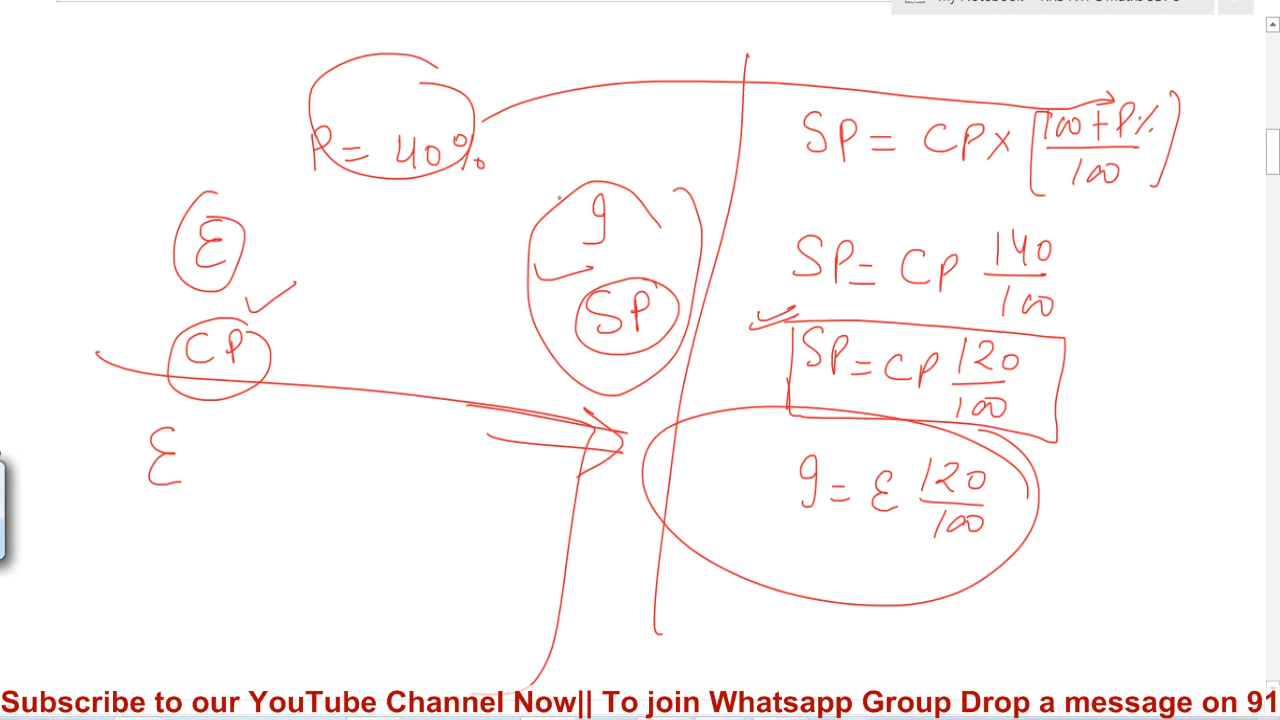 P = 40%
SP = CP × [100 + P% / 100]
ε
9
SP = CP 140/100
SP
CP
SP = CP 120/100
ε
9 = ε 120/100
Subscribe to our YouTube Channel Now|| To join Whatsapp Group Drop a message on 91